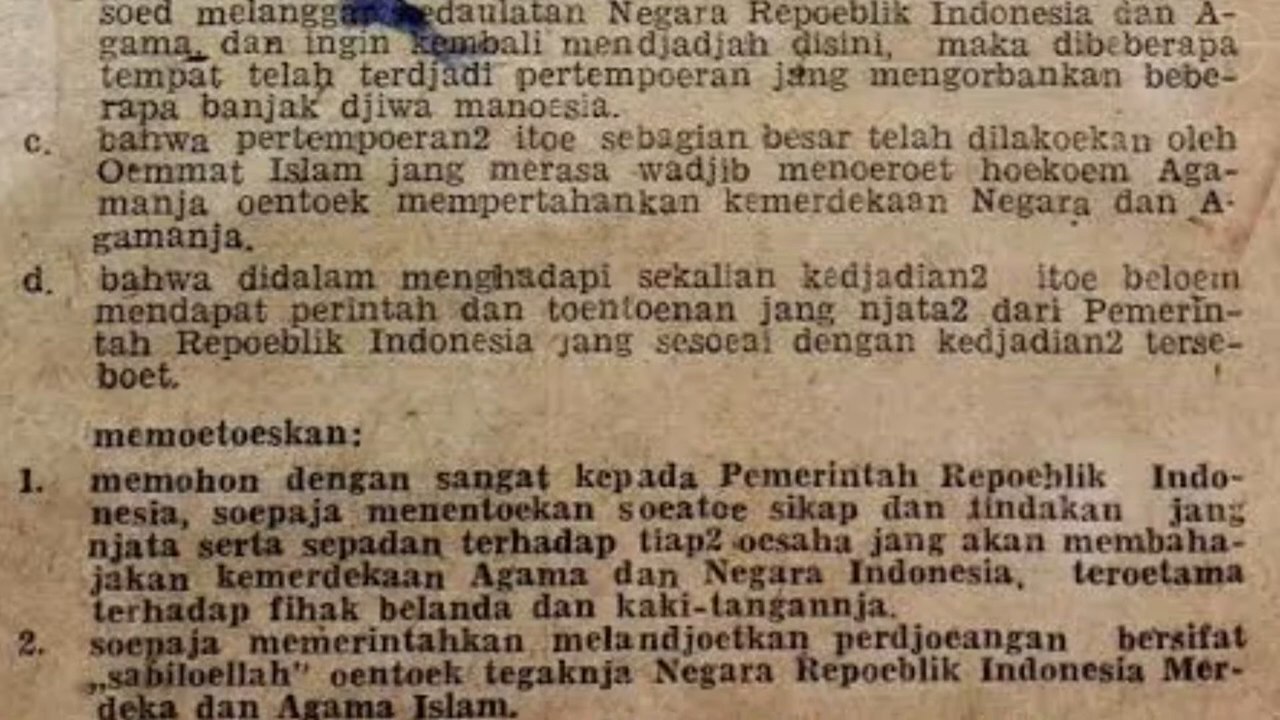 soed melanggar kedaulatan Negara Repoeblik Indonesia dan A-
gama, dan ingin kembali mendjadjah disini, maka dibeberapa
tempat telah terdjadi pertempoeran jang mengorbankan bebe-
rapa banjak djiwa manoesia.
c. bahwa pertempoeran2 itoe sebagian besar telah dilakoekan oleh
Oemmat Islam jang merasa wadjib menoeroet hoekoem Aga-
manja oentoek mempertahankan kemerdekaan Negara dan A-
gamanja.
d. bahwa didalam menghadapi sekalian kedjadian2 itoe beloem
mendapat perintah dan toentoenan jang njata2 dari Pemerin-
tah Repoeblik Indonesia jang sesoeai dengan kedjadian2 terse-
boet.
memoetoeskan:
1. memohon dengan sangat kepada Pemerintah Repoeblik Indo-
nesia, soepaja menentoekan soeatoe sikap dan tindakan jang
njata serta sepadan terhadap tiap2 oesaha jang akan membaha-
jakan kemerdekaan Agama dan Negara Indonesia, teroetama
terhadap fihak belanda dan kaki-tangannja.
2. soepaja memerintahkan melandjoetkan perdjoeangan bersifat
„sabiloellah" oentoek tegaknja Negara Repoeblik Indonesia Mer-
deka dan Agama Islam.